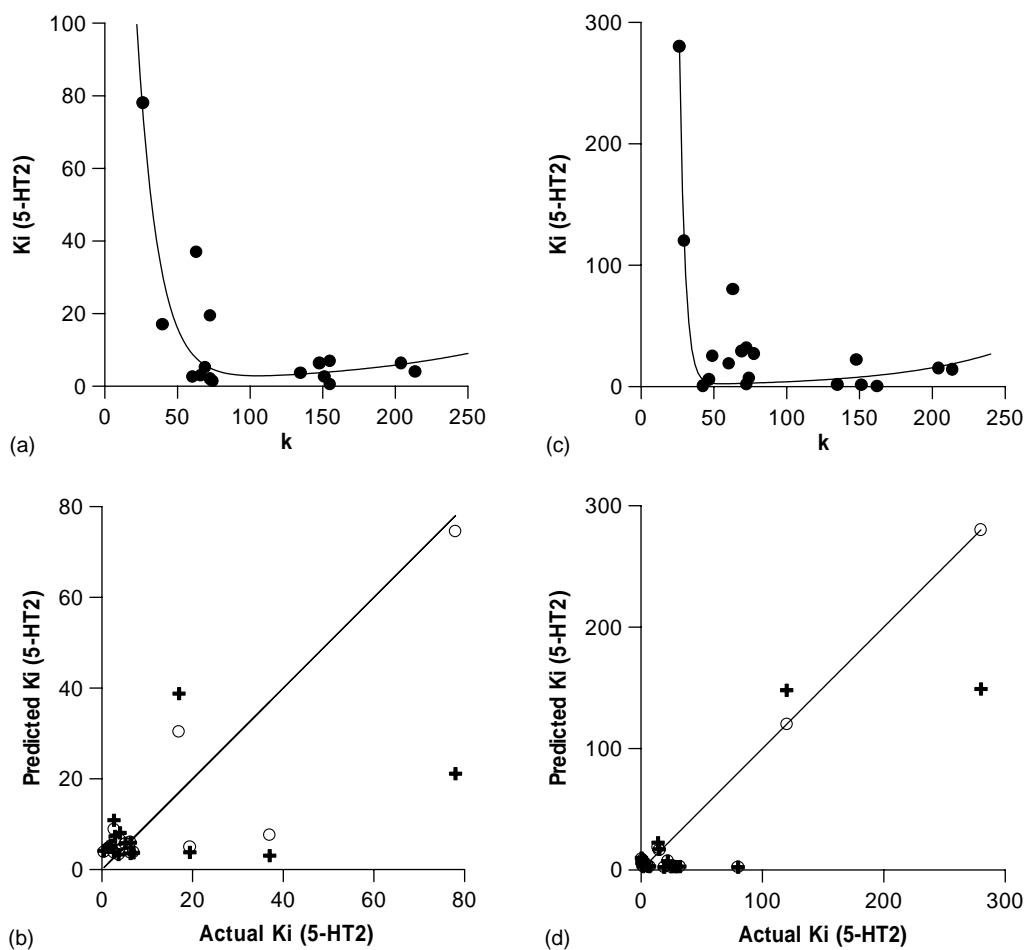 100
80
60
40
20
0
Ki (5-HT2)
0 50 100 150 200 250
k
(a)
300
200
100
0
Ki (5-HT2)
0 50 100 150 200 250
k
(c)
80
60
40
20
0
Predicted Ki (5-HT2)
0 20 40 60 80
Actual Ki (5-HT2)
(b)
300
200
100
0
Predicted Ki (5-HT2)
0 100 200 300
Actual Ki (5-HT2)
(d)